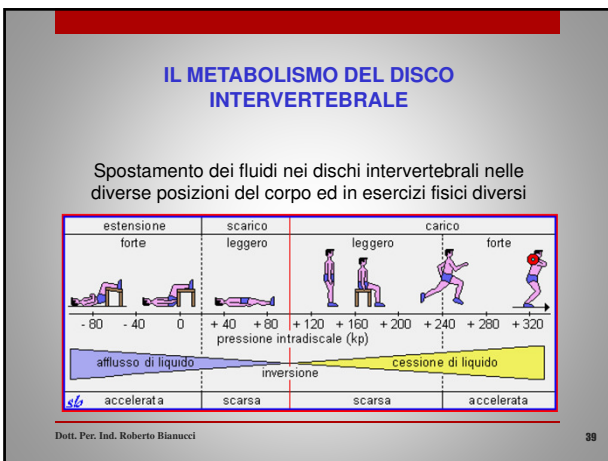 IL METABOLISMO DEL DISCO
INTERVERTEBRALE
Spostamento dei fluidi nei dischi intervertebrali nelle
diverse posizioni del corpo ed in esercizi fisici diversi
estensione scarico carico
forte leggero leggero forte
- 80 - 40 0 + 40 + 80 + 120 + 160 + 200 + 240 + 280 + 320
pressione intradiscale (kp)
afflusso di liquido cessione di liquido
inversione
sb accelerata scarsa scarsa accelerata
Dott. Per. Ind. Roberto Bianucci 39